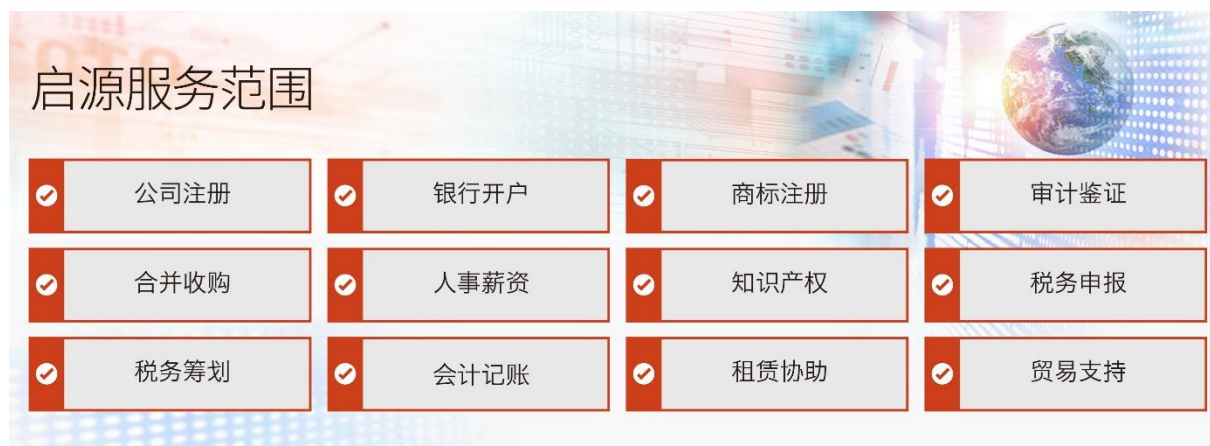 启源服务范围
公司注册
银行开户
商标注册
审计鉴证
合并收购
人事薪资
知识产权
税务申报
税务筹划
会计记账
租赁协助
贸易支持